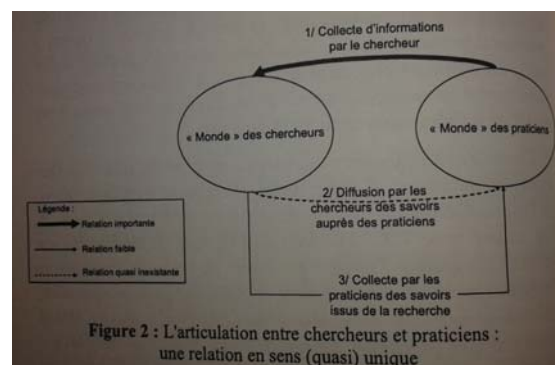 1/ Collecte d'informations
par le chercheur
« Monde » des chercheurs
« Monde » des praticiens
2/ Diffusion par les
chercheurs des savoirs
auprès des praticiens
Légende :
Relation importante
Relation faible
Relation quasi inexistante
3/ Collecte par les
praticiens des savoirs
issus de la recherche
Figure 2 : L'articulation entre chercheurs et praticiens :
une relation en sens (quasi) unique